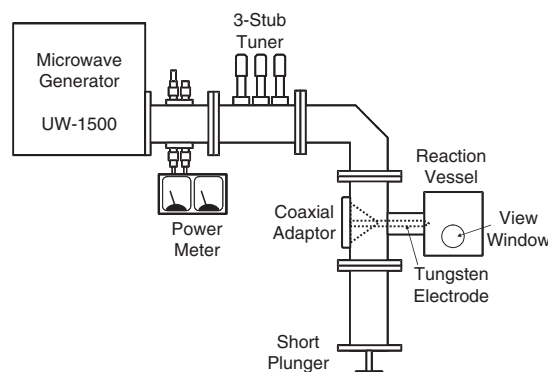 3-Stub
Tuner
Microwave
Generator
UW-1500
Power
Meter
Coaxial
Adaptor
Reaction
Vessel
View
Window
Tungsten
Electrode
Short
Plunger